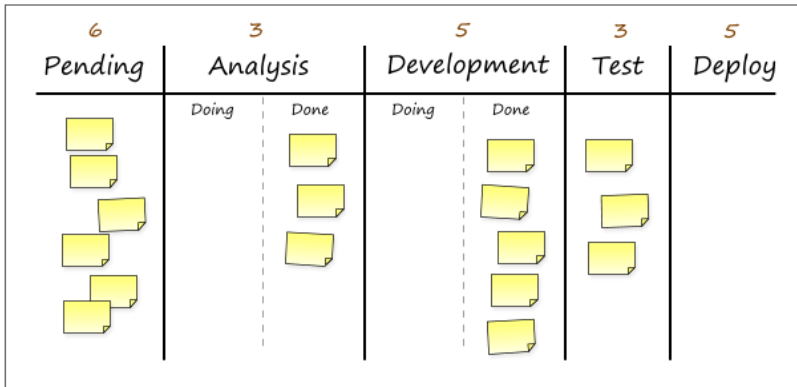 6 3 5 3 5
Pending Analysis Development Test Deploy
Doing Done Doing Done